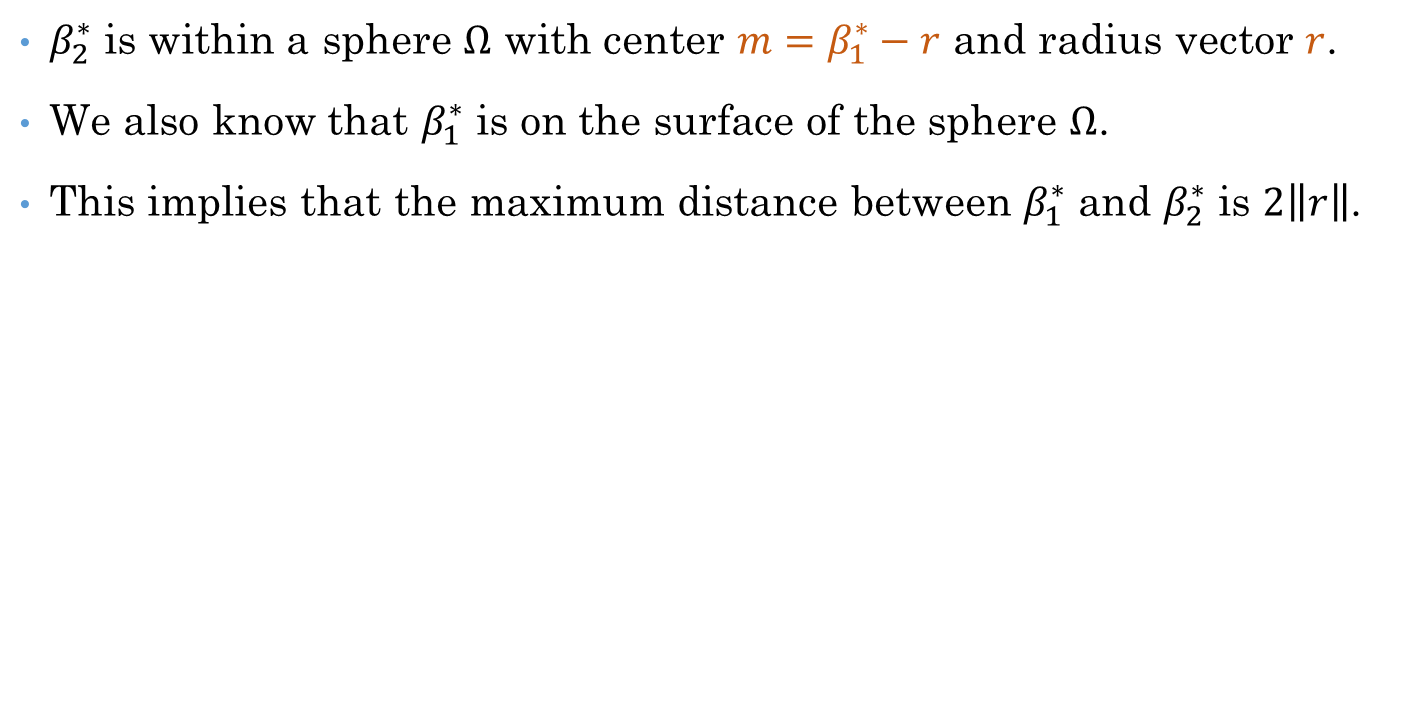 • β₂* is within a sphere Ω with center m = β₁* − r and radius vector r.
• We also know that β₁* is on the surface of the sphere Ω.
• This implies that the maximum distance between β₁* and β₂* is 2‖r‖.